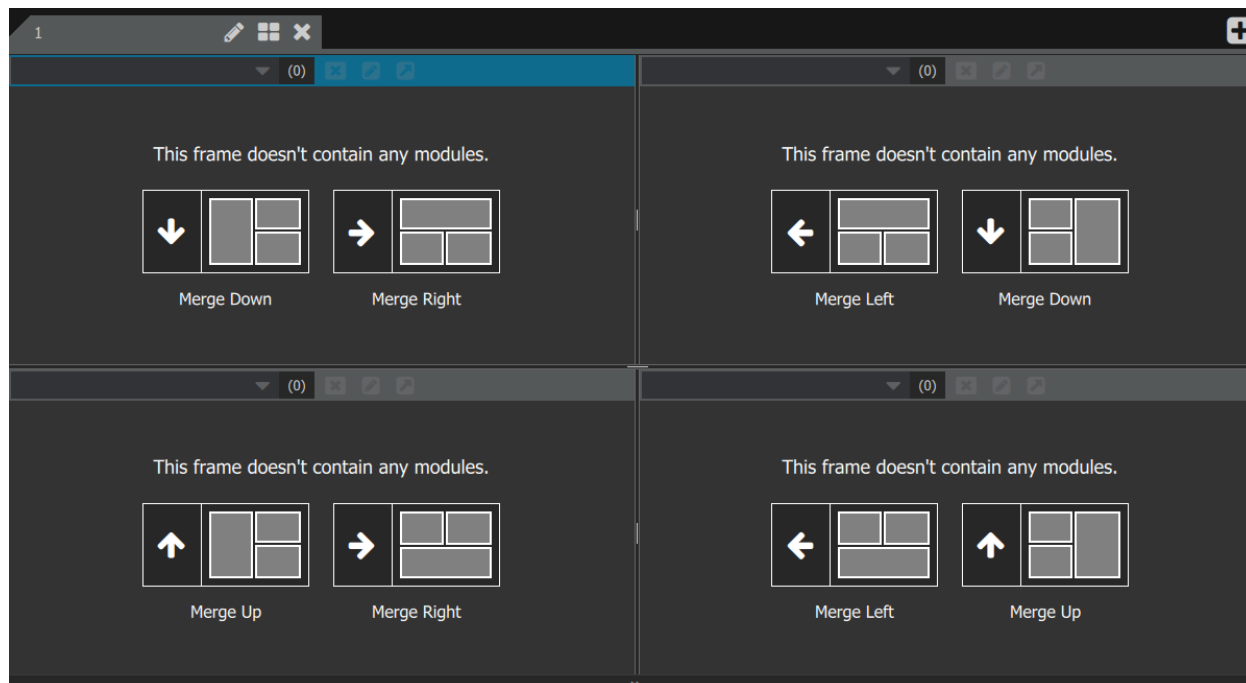 1
(0)
(0)
This frame doesn't contain any modules.
This frame doesn't contain any modules.
Merge Down
Merge Right
Merge Left
Merge Down
(0)
(0)
This frame doesn't contain any modules.
This frame doesn't contain any modules.
Merge Up
Merge Right
Merge Left
Merge Up